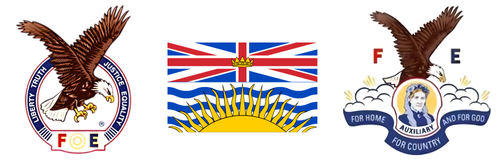 LIBERTY TRUTH JUSTICE EQUALITY
F O E
®
F E
FOR HOME AND FOR GOD
AUXILIARY
FOR COUNTRY